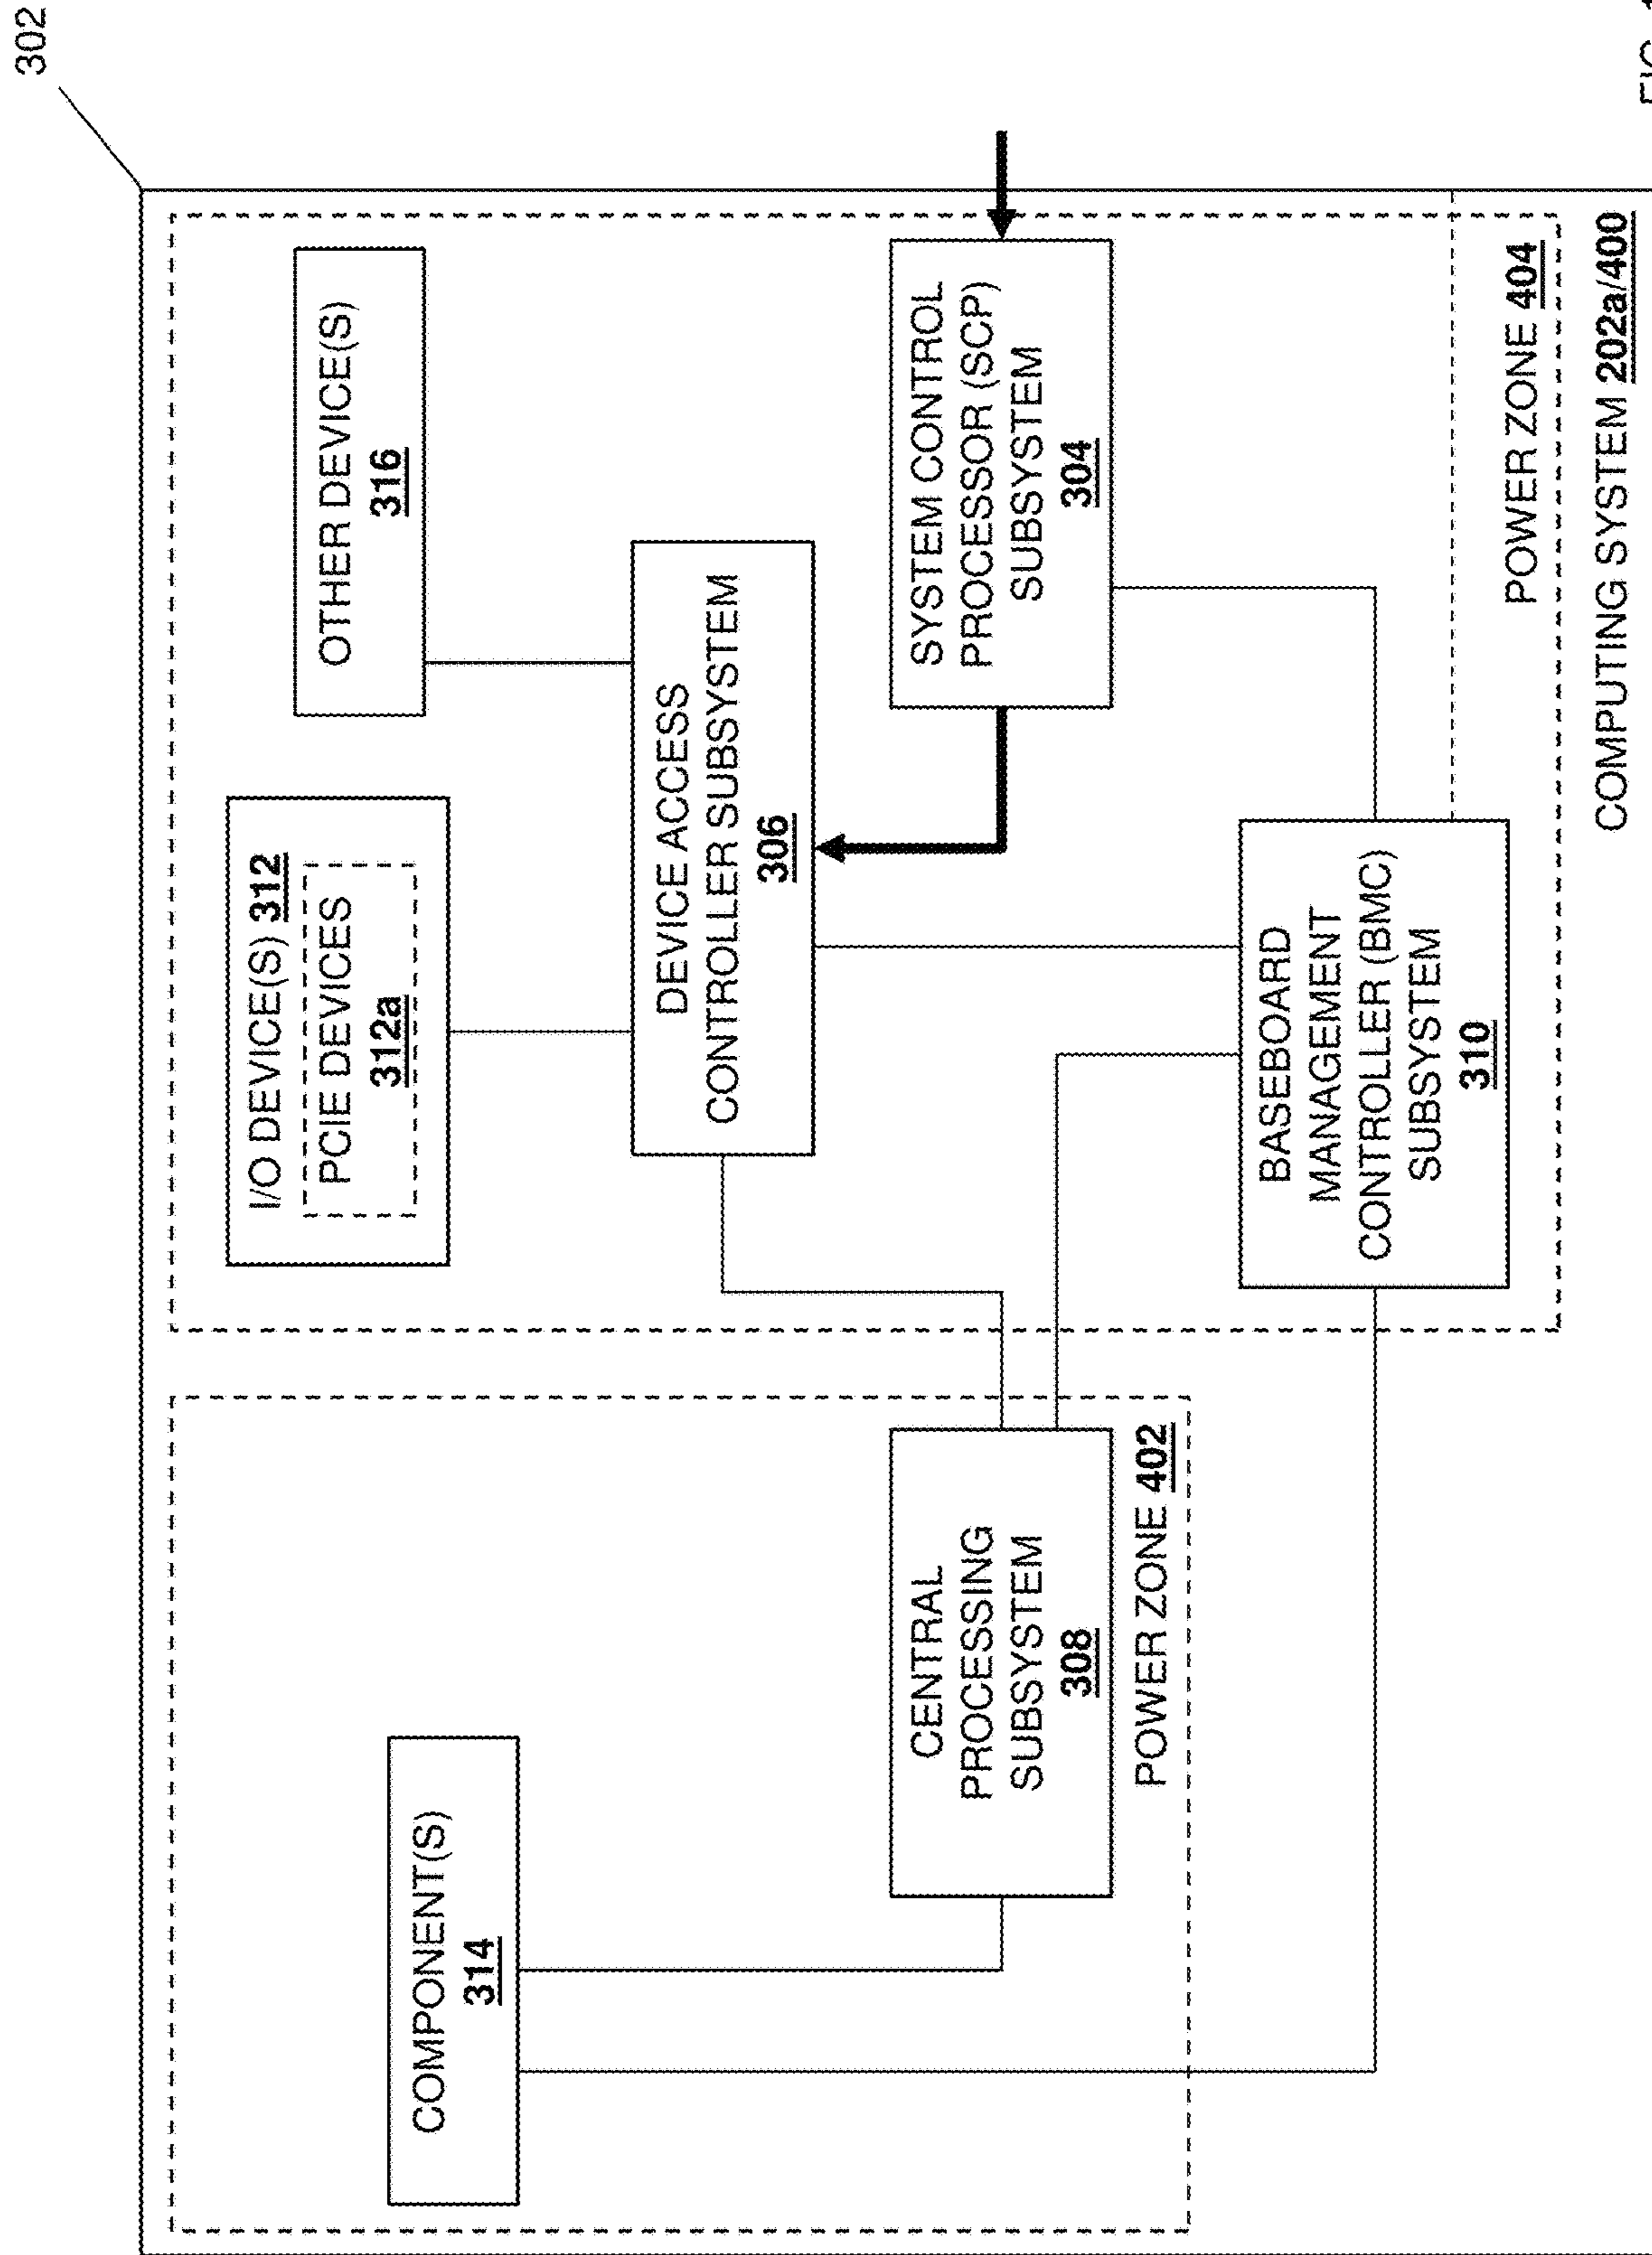 302
COMPONENT(S)
314
I/O DEVICE(S) 312
PCIE DEVICES
312a
OTHER DEVICE(S)
316
DEVICE ACCESS
CONTROLLER SUBSYSTEM
306
CENTRAL
PROCESSING
SUBSYSTEM
308
POWER ZONE 402
SYSTEM CONTROL
PROCESSOR (SCP)
SUBSYSTEM
304
BASEBOARD
MANAGEMENT
CONTROLLER (BMC)
SUBSYSTEM
310
POWER ZONE 404
COMPUTING SYSTEM 202a/400
FIG.